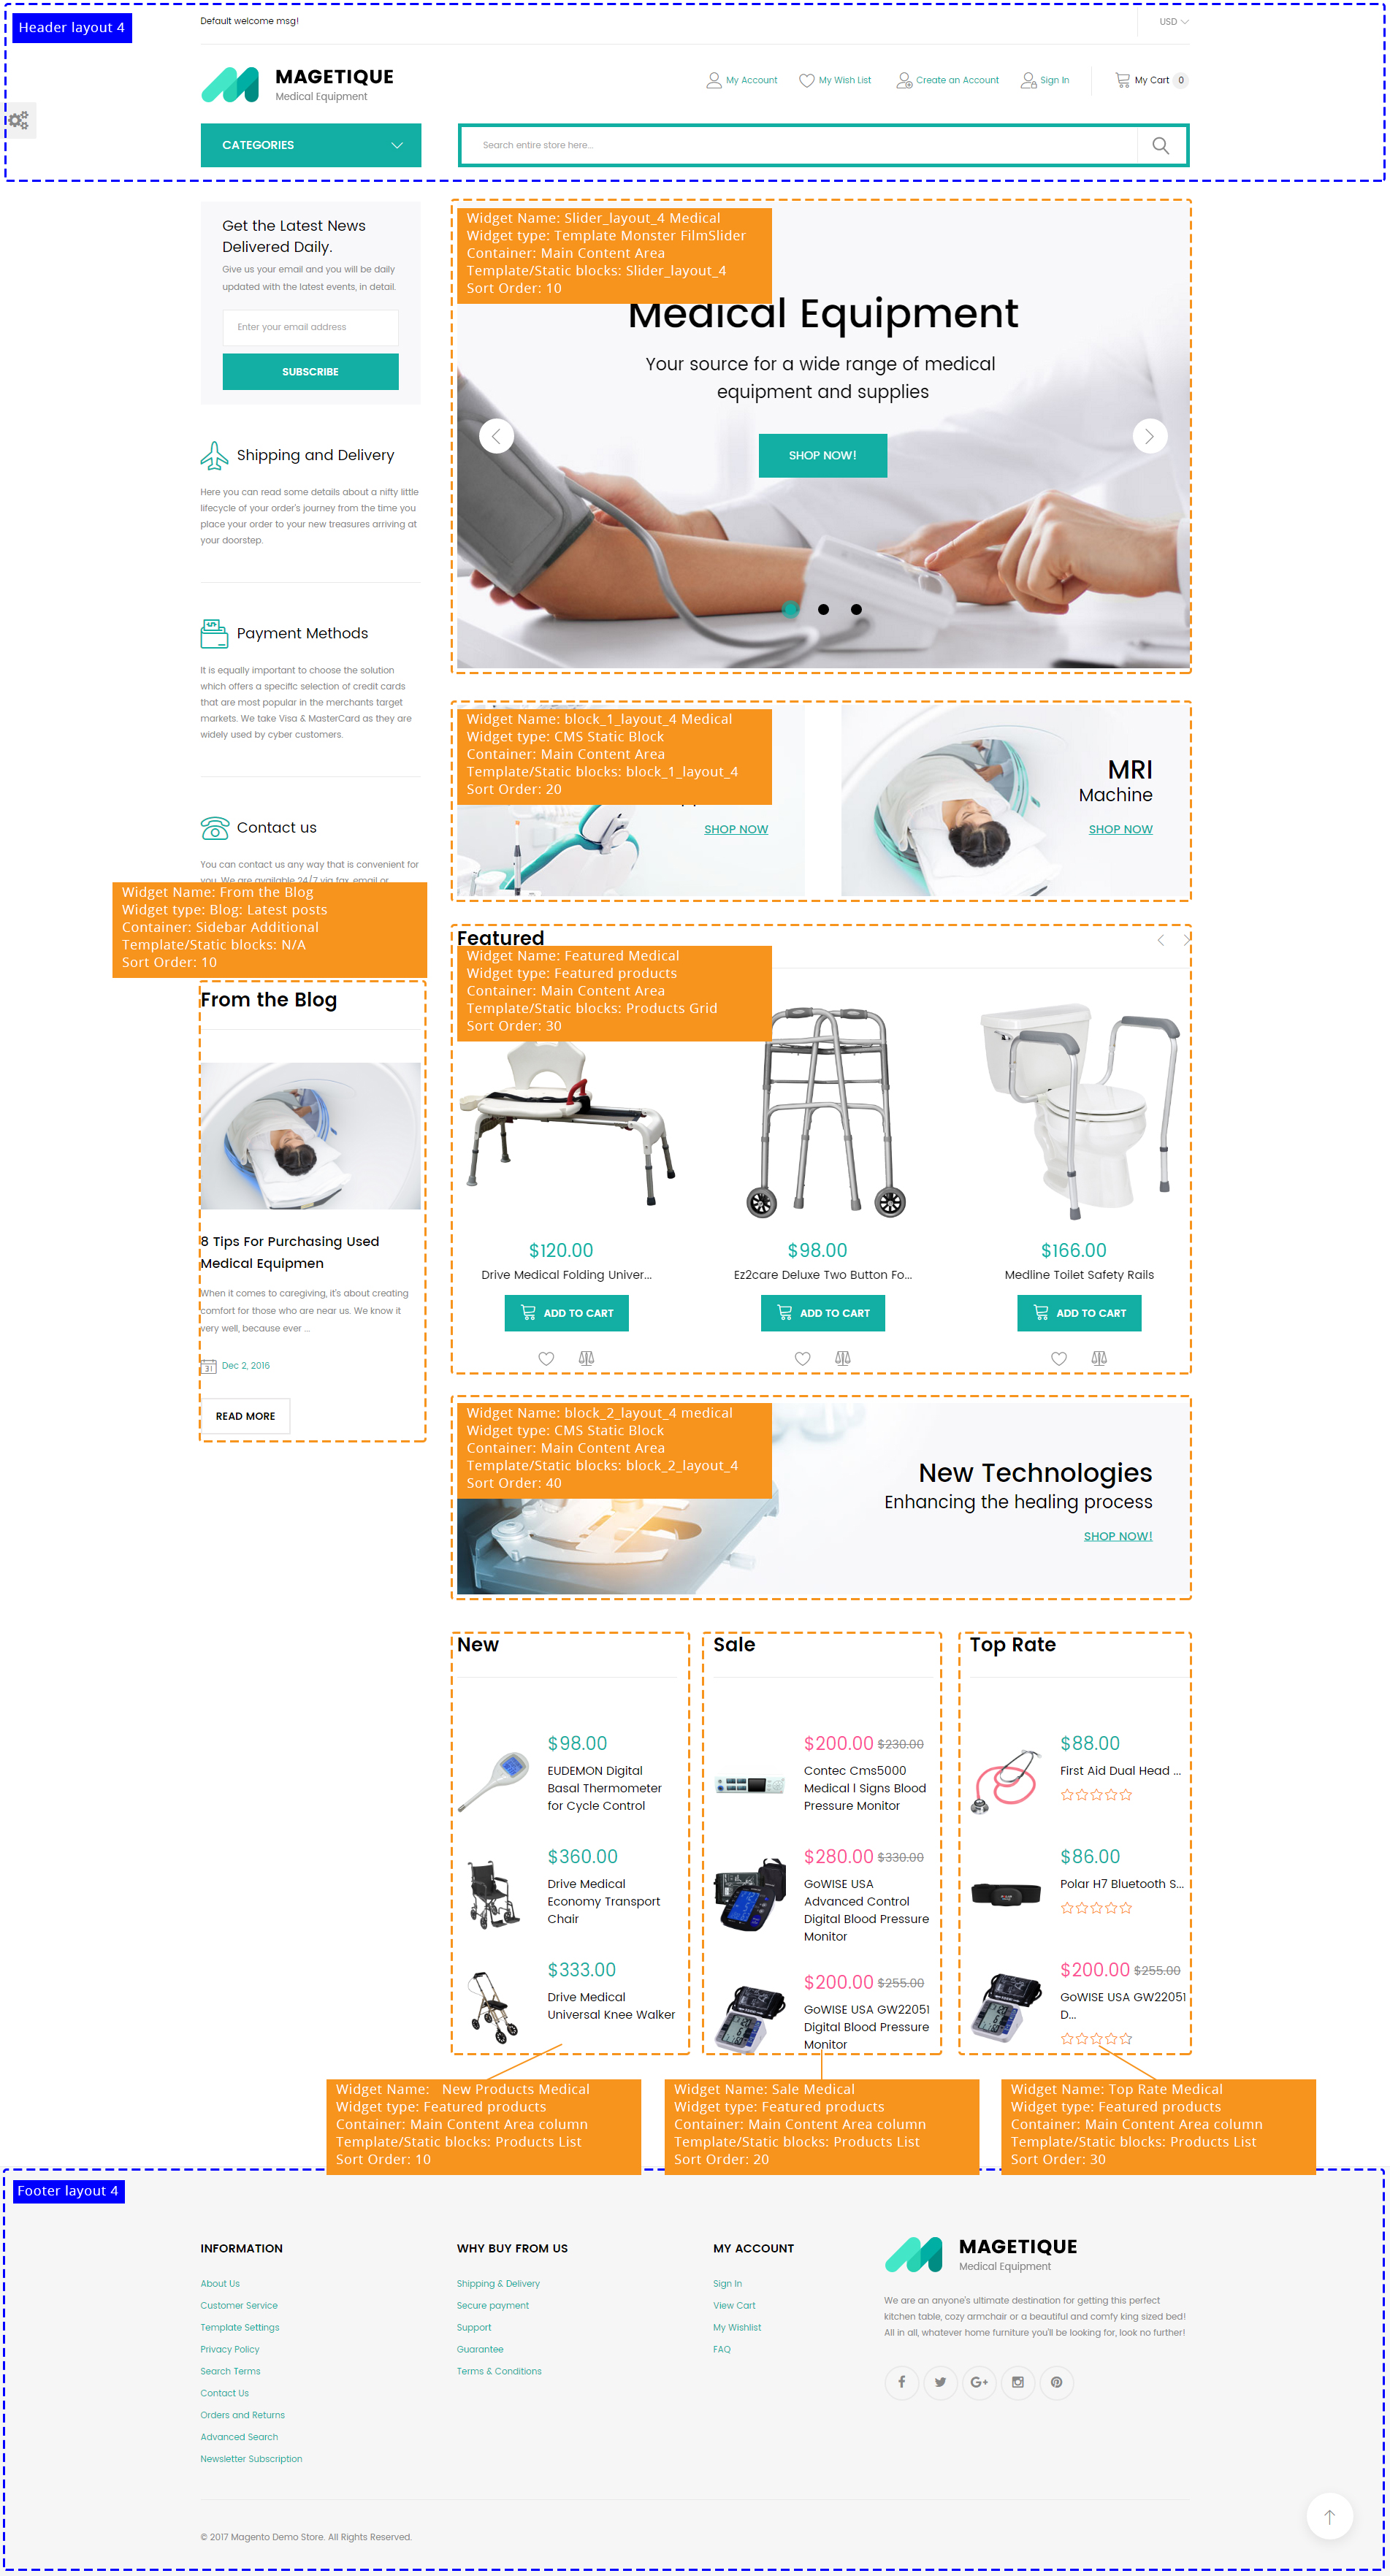 Header layout 4
Default welcome msg!
USD
MAGETIQUE
Medical Equipment
My Account
My Wish List
Create an Account
Sign In
My Cart 0
CATEGORIES
Search entire store here...
Get the Latest News
Delivered Daily.
Give us your email and you will be daily
updated with the latest events, in detail.
Enter your email address
SUBSCRIBE
Shipping and Delivery
Here you can read some details about a nifty little
lifecycle of your order's journey from the time you
place your order to your new treasures arriving at
your doorstep.
Payment Methods
It is equally important to choose the solution
which offers a specific selection of credit cards
that are most popular in the merchants target
markets. We take Visa & MasterCard as they are
widely used by cyber customers.
Contact us
You can contact us any way that is convenient for
you. We are available 24/7 via fax, email or
Widget Name: From the Blog
Widget type: Blog: Latest posts
Container: Sidebar Additional
Template/Static blocks: N/A
Sort Order: 10
From the Blog
8 Tips For Purchasing Used
Medical Equipmen
When it comes to caregiving, it's about creating
comfort for those who are near us. We know it
very well, because ever ...
31
Dec 2, 2016
READ MORE
Widget Name: Slider_layout_4 Medical
Widget type: Template Monster FilmSlider
Container: Main Content Area
Template/Static blocks: Slider_layout_4
Sort Order: 10
Medical Equipment
Your source for a wide range of medical
equipment and supplies
SHOP NOW!
Widget Name: block_1_layout_4 Medical
Widget type: CMS Static Block
Container: Main Content Area
Template/Static blocks: block_1_layout_4
Sort Order: 20
SHOP NOW
MRI
Machine
SHOP NOW
Featured
Widget Name: Featured Medical
Widget type: Featured products
Container: Main Content Area
Template/Static blocks: Products Grid
Sort Order: 30
$120.00
Drive Medical Folding Univer...
ADD TO CART
$98.00
Ez2care Deluxe Two Button Fo...
ADD TO CART
$166.00
Medline Toilet Safety Rails
ADD TO CART
Widget Name: block_2_layout_4 medical
Widget type: CMS Static Block
Container: Main Content Area
Template/Static blocks: block_2_layout_4
Sort Order: 40
New Technologies
Enhancing the healing process
SHOP NOW!
New
$98.00
EUDEMON Digital
Basal Thermometer
for Cycle Control
$360.00
Drive Medical
Economy Transport
Chair
$333.00
Drive Medical
Universal Knee Walker
Sale
$200.00 $230.00
Contec Cms5000
Medical l Signs Blood
Pressure Monitor
$280.00 $330.00
GoWISE USA
Advanced Control
Digital Blood Pressure
Monitor
$200.00 $255.00
GoWISE USA GW22051
Digital Blood Pressure
Monitor
Top Rate
$88.00
First Aid Dual Head ...
$86.00
Polar H7 Bluetooth S...
$200.00 $255.00
GoWISE USA GW22051
D...
Widget Name: New Products Medical
Widget type: Featured products
Container: Main Content Area column
Template/Static blocks: Products List
Sort Order: 10
Widget Name: Sale Medical
Widget type: Featured products
Container: Main Content Area column
Template/Static blocks: Products List
Sort Order: 20
Widget Name: Top Rate Medical
Widget type: Featured products
Container: Main Content Area column
Template/Static blocks: Products List
Sort Order: 30
Footer layout 4
INFORMATION
About Us
Customer Service
Template Settings
Privacy Policy
Search Terms
Contact Us
Orders and Returns
Advanced Search
Newsletter Subscription
WHY BUY FROM US
Shipping & Delivery
Secure payment
Support
Guarantee
Terms & Conditions
MY ACCOUNT
Sign In
View Cart
My Wishlist
FAQ
MAGETIQUE
Medical Equipment
We are an anyone's ultimate destination for getting this perfect
kitchen table, cozy armchair or a beautiful and comfy king sized bed!
All in all, whatever home furniture you'll be looking for, look no further!
© 2017 Magento Demo Store. All Rights Reserved.